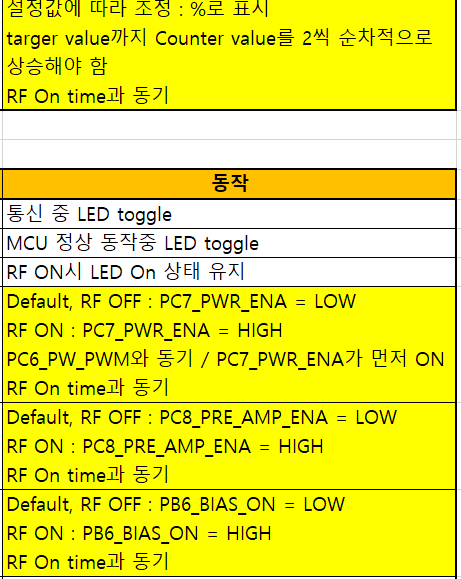 설정값에 따라 조정 : %로 표시
targer value까지 Counter value를 2씩 순차적으로
상승해야 함
RF On time과 동기
동작
통신 중 LED toggle
MCU 정상 동작중 LED toggle
RF ON시 LED On 상태 유지
Default, RF OFF : PC7_PWR_ENA = LOW
RF ON : PC7_PWR_ENA = HIGH
PC6_PW_PWM와 동기 / PC7_PWR_ENA가 먼저 ON
RF On time과 동기
Default, RF OFF : PC8_PRE_AMP_ENA = LOW
RF ON : PC8_PRE_AMP_ENA = HIGH
RF On time과 동기
Default, RF OFF : PB6_BIAS_ON = LOW
RF ON : PB6_BIAS_ON = HIGH
RF On time과 동기